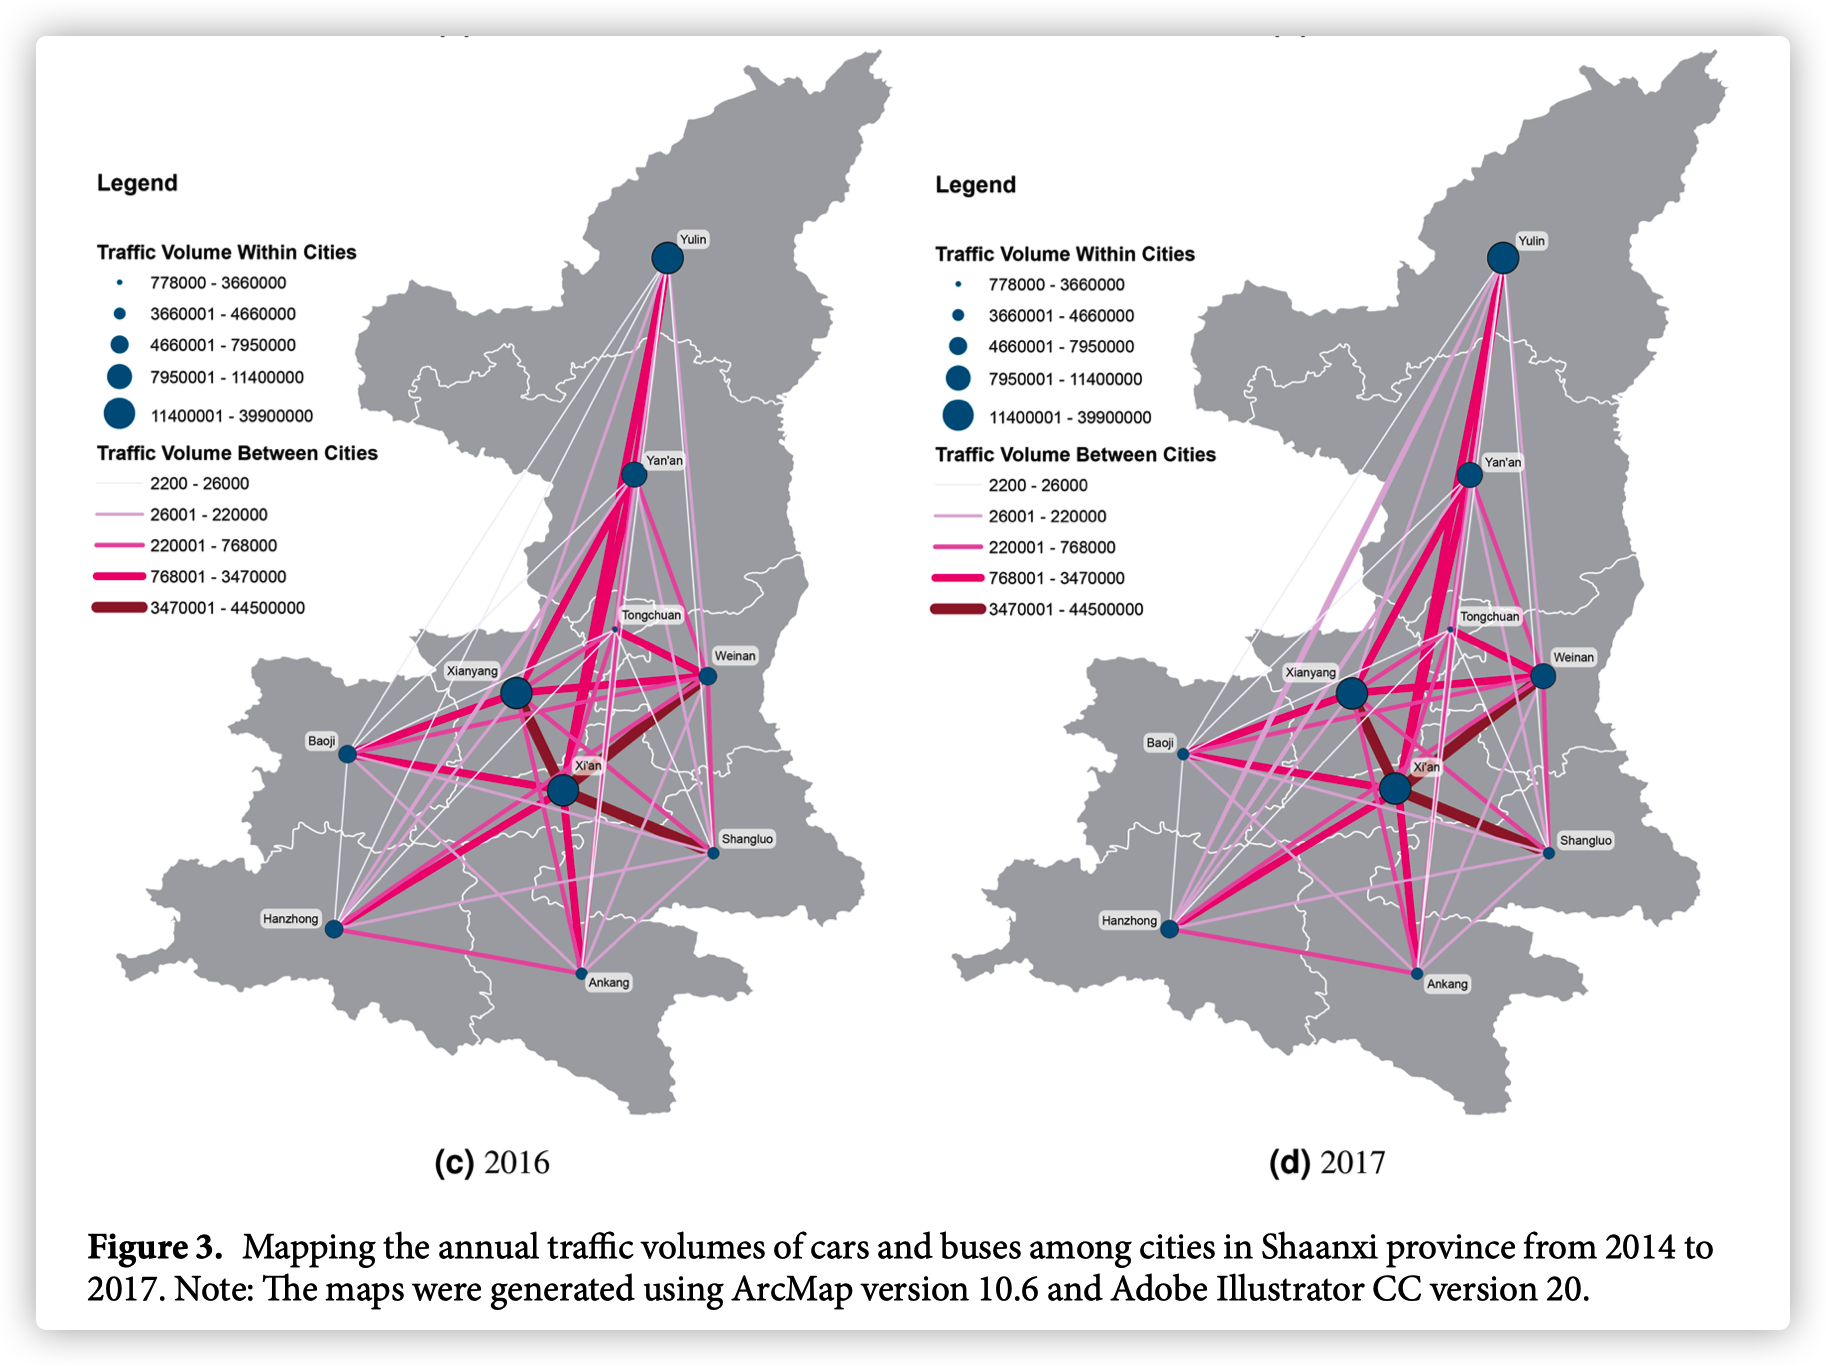 Legend
Traffic Volume Within Cities
778000 - 3660000
3660001 - 4660000
4660001 - 7950000
7950001 - 11400000
11400001 - 39900000
Traffic Volume Between Cities
2200 - 26000
26001 - 220000
220001 - 768000
768001 - 3470000
3470001 - 44500000
Yulin
Yan'an
Tongchuan
Weinan
Xianyang
Baoji
Xi'an
Shangluo
Hanzhong
Ankang
(c) 2016
Legend
Traffic Volume Within Cities
778000 - 3660000
3660001 - 4660000
4660001 - 7950000
7950001 - 11400000
11400001 - 39900000
Traffic Volume Between Cities
2200 - 26000
26001 - 220000
220001 - 768000
768001 - 3470000
3470001 - 44500000
Yulin
Yan'an
Tongchuan
Weinan
Xianyang
Baoji
Xi'an
Shangluo
Hanzhong
Ankang
(d) 2017
Figure 3. Mapping the annual traffic volumes of cars and buses among cities in Shaanxi province from 2014 to
2017. Note: The maps were generated using ArcMap version 10.6 and Adobe Illustrator CC version 20.